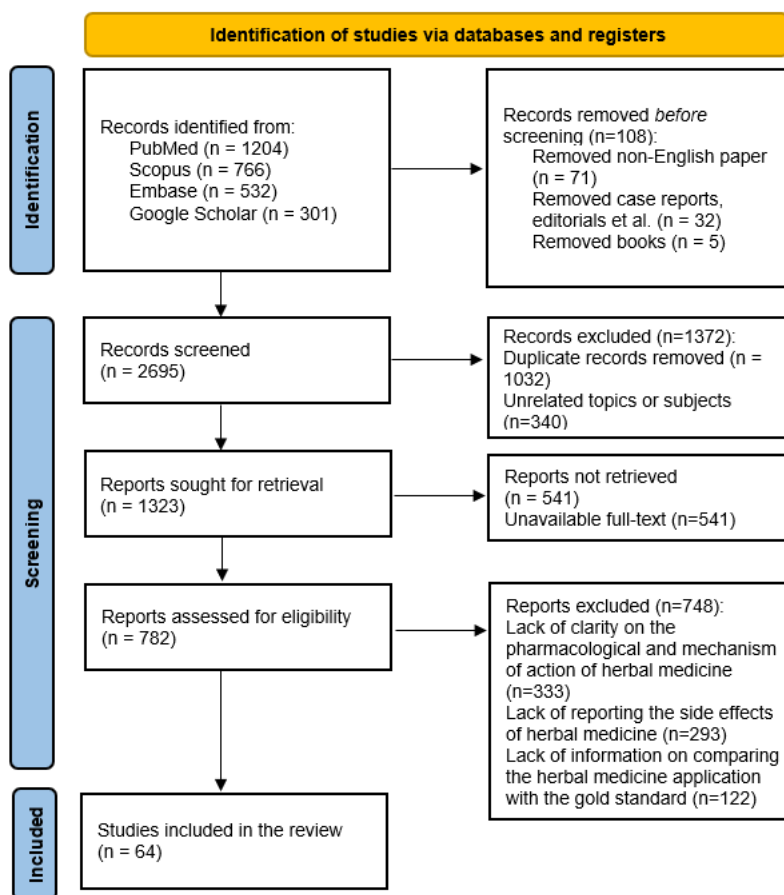 Identification of studies via databases and registers
Identification
Records identified from:
PubMed (n = 1204)
Scopus (n = 766)
Embase (n = 532)
Google Scholar (n = 301)
Records removed before
screening (n=108):
Removed non-English paper
(n = 71)
Removed case reports,
editorials et al. (n = 32)
Removed books (n = 5)
Screening
Records screened
(n = 2695)
Records excluded (n=1372):
Duplicate records removed (n =
1032)
Unrelated topics or subjects
(n=340)
Reports sought for retrieval
(n = 1323)
Reports not retrieved
(n = 541)
Unavailable full-text (n=541)
Reports assessed for eligibility
(n = 782)
Reports excluded (n=748):
Lack of clarity on the
pharmacological and mechanism
of action of herbal medicine
(n=333)
Lack of reporting the side effects
of herbal medicine (n=293)
Lack of information on comparing
the herbal medicine application
with the gold standard (n=122)
Included
Studies included in the review
(n = 64)